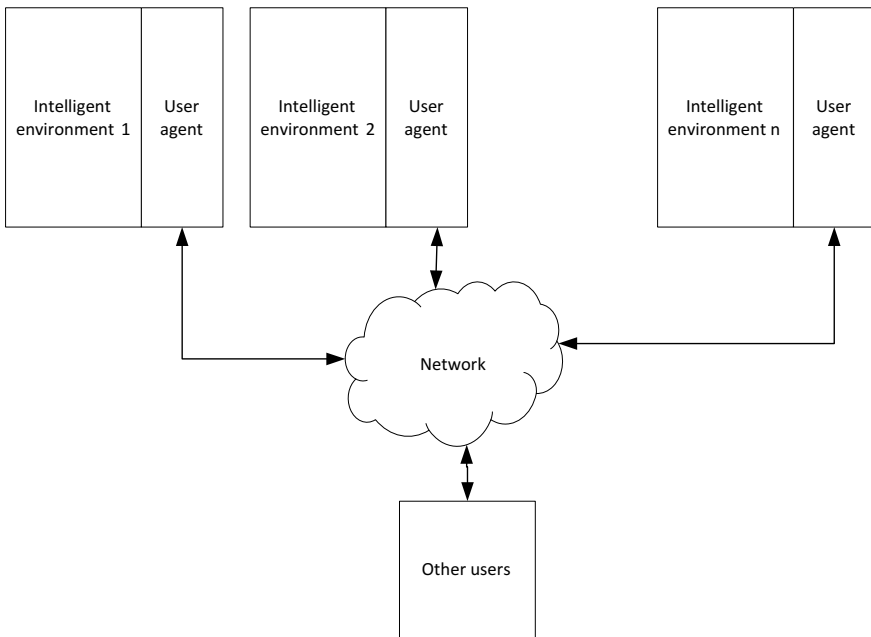 Intelligent
environment 1
User
agent
Intelligent
environment 2
User
agent
Intelligent
environment n
User
agent
Network
Other users